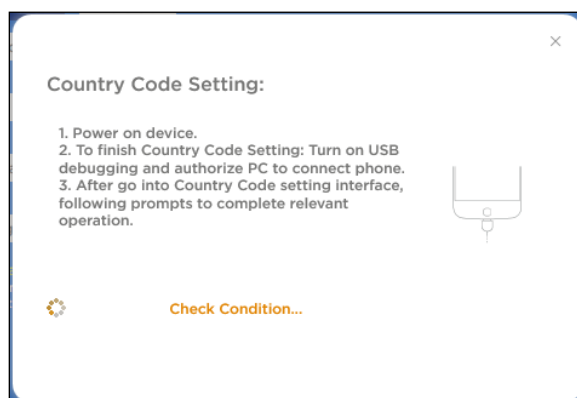 Country Code Setting:
1. Power on device.
2. To finish Country Code Setting: Turn on USB
debugging and authorize PC to connect phone.
3. After go into Country Code setting interface,
following prompts to complete relevant
operation.
Check Condition...